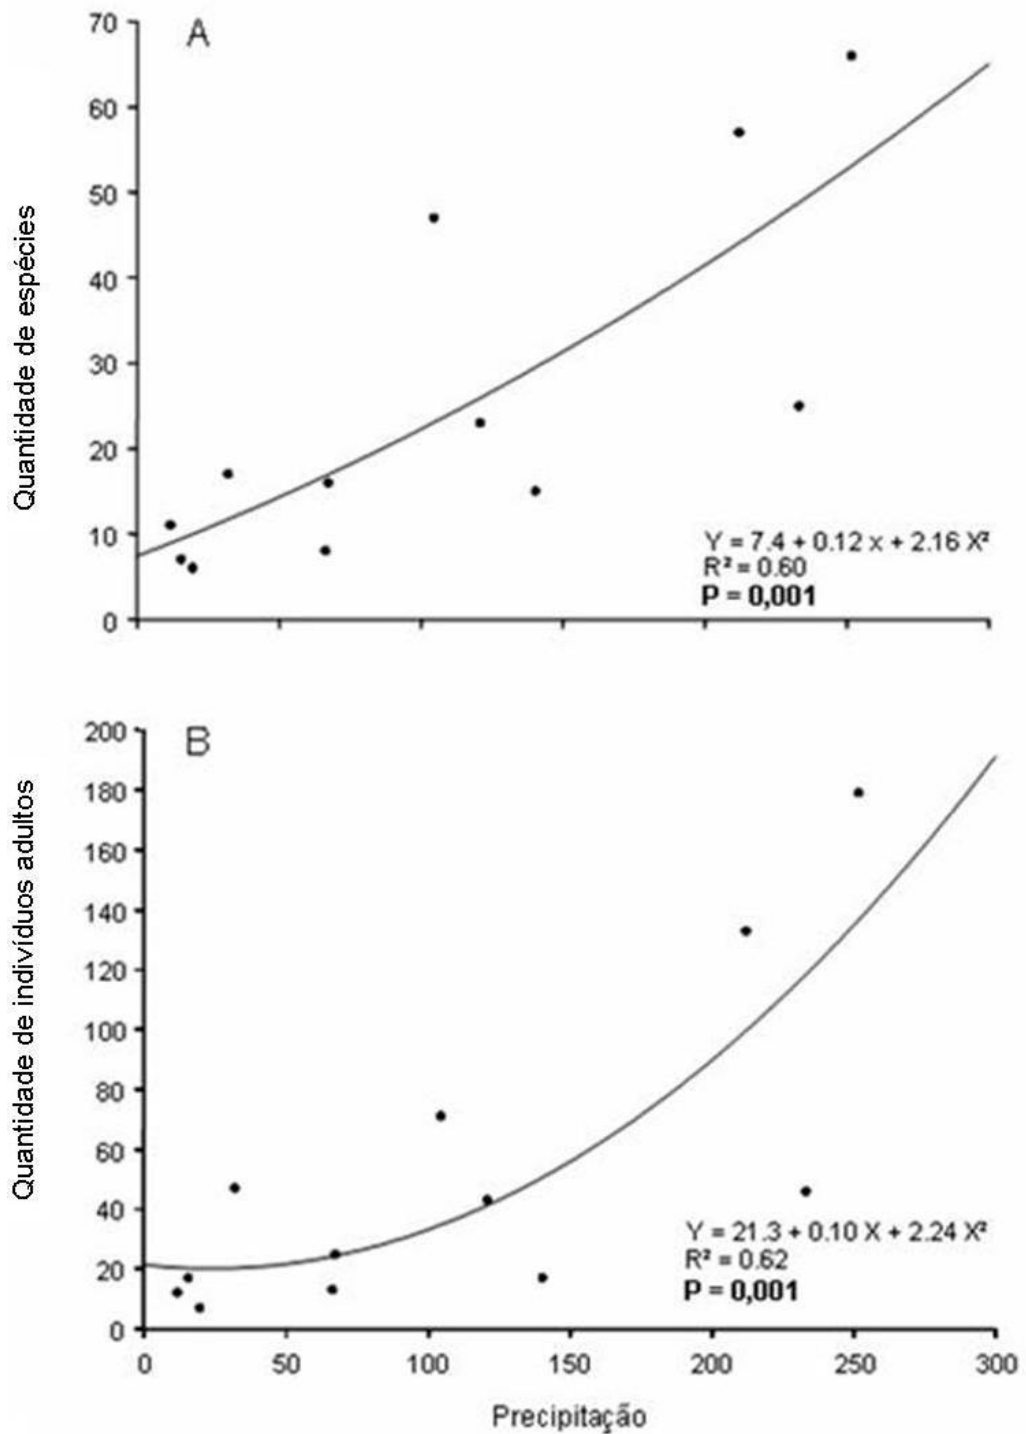 A
70
60
50
40
30
20
10
0
Quantidade de espécies
Y = 7.4 + 0.12 x + 2.16 X²
R² = 0.60
P = 0,001
B
200
180
160
140
120
100
80
60
40
20
0
Quantidade de indivíduos adultos
Y = 21.3 + 0.10 X + 2.24 X²
R² = 0.62
P = 0,001
0 50 100 150 200 250 300
Precipitação